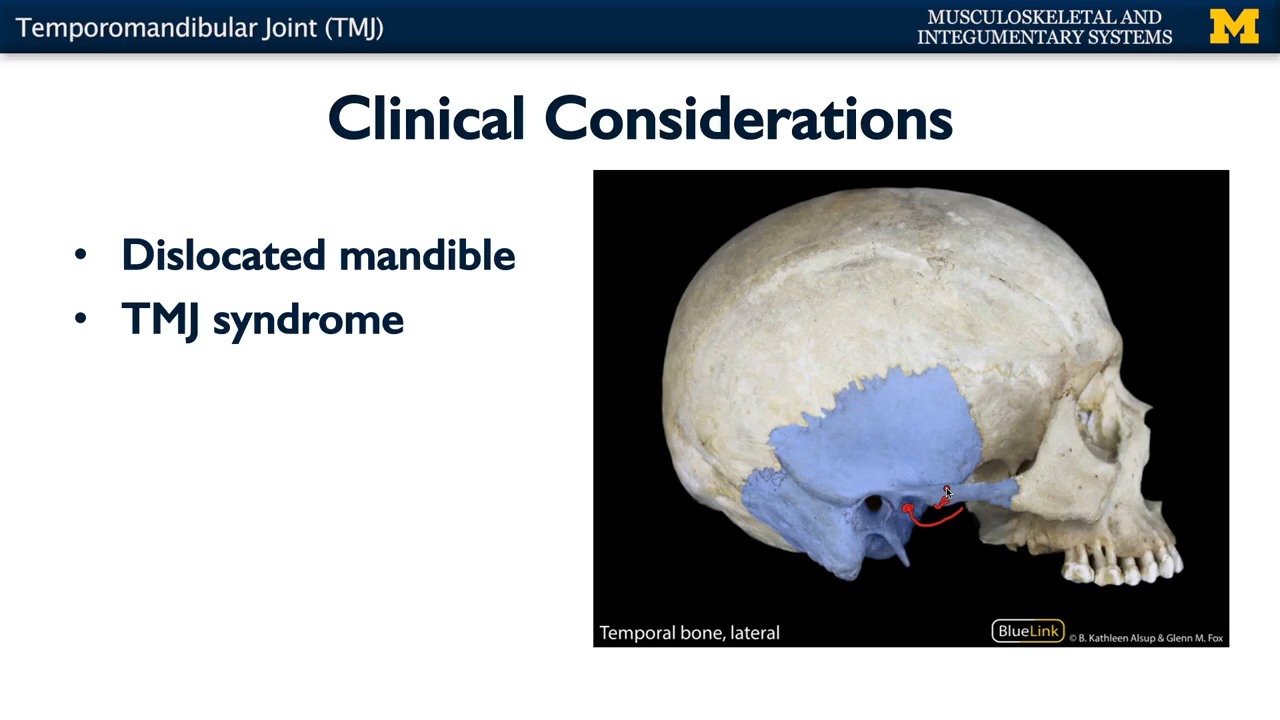 Temporomandibular Joint (TMJ)
MUSCULOSKELETAL AND
INTEGUMENTARY SYSTEMS
M
Clinical Considerations
• Dislocated mandible
• TMJ syndrome
Temporal bone, lateral
BlueLink
© B. Kathleen Alsup & Glenn M. Fox